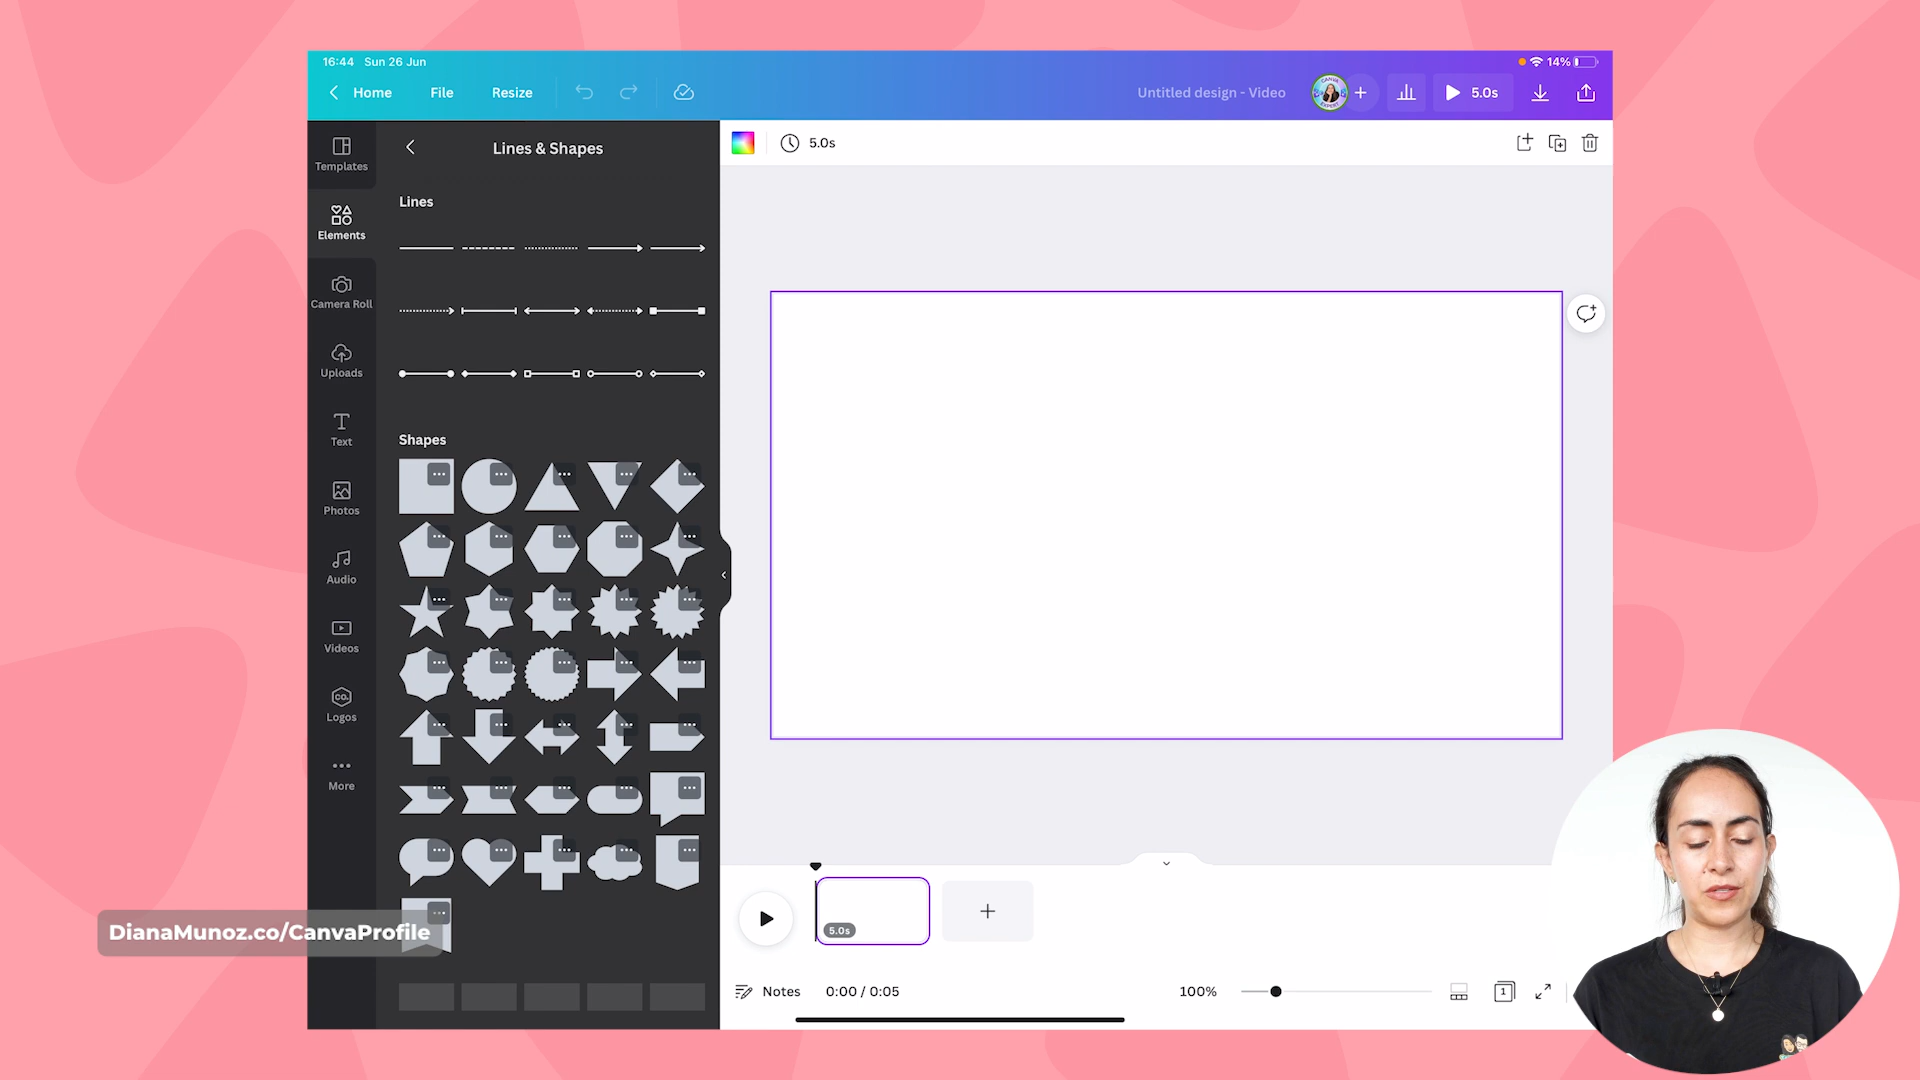 16:44 Sun 26 Jun
14%
Home File Resize
Untitled design - Video
5.0s
Templates
Elements
Camera Roll
Uploads
Text
Photos
Audio
Videos
CO.
Logos
More
Lines & Shapes
Lines
Shapes
5.0s
5.0s
Notes 0:00 / 0:05
100%
1
DianaMunoz.co/CanvaProfile